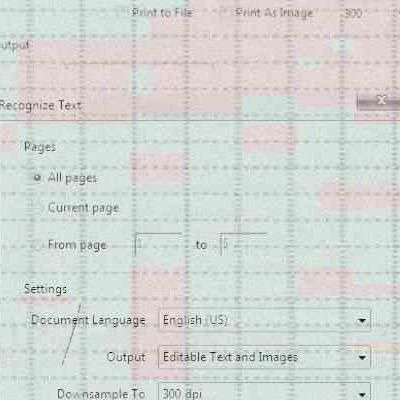 Print to File Print As Image 300
utput
Recognize Text X
Pages
All pages
Current page
From page 1 to 5
Settings
Document Language English (US)
Output Editable Text and Images
Downsample To 300 dpi